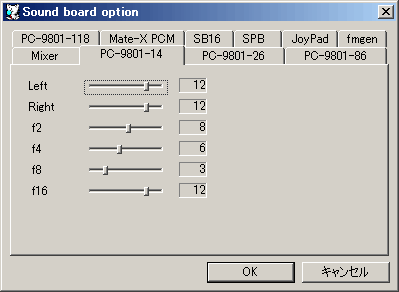 Sound board option
PC-9801-118 Mate-X PCM SB16 SPB JoyPad fmgen
Mixer PC-9801-14 PC-9801-26 PC-9801-86
Left 12
Right 12
f2 8
f4 6
f8 3
f16 12
OK キャンセル